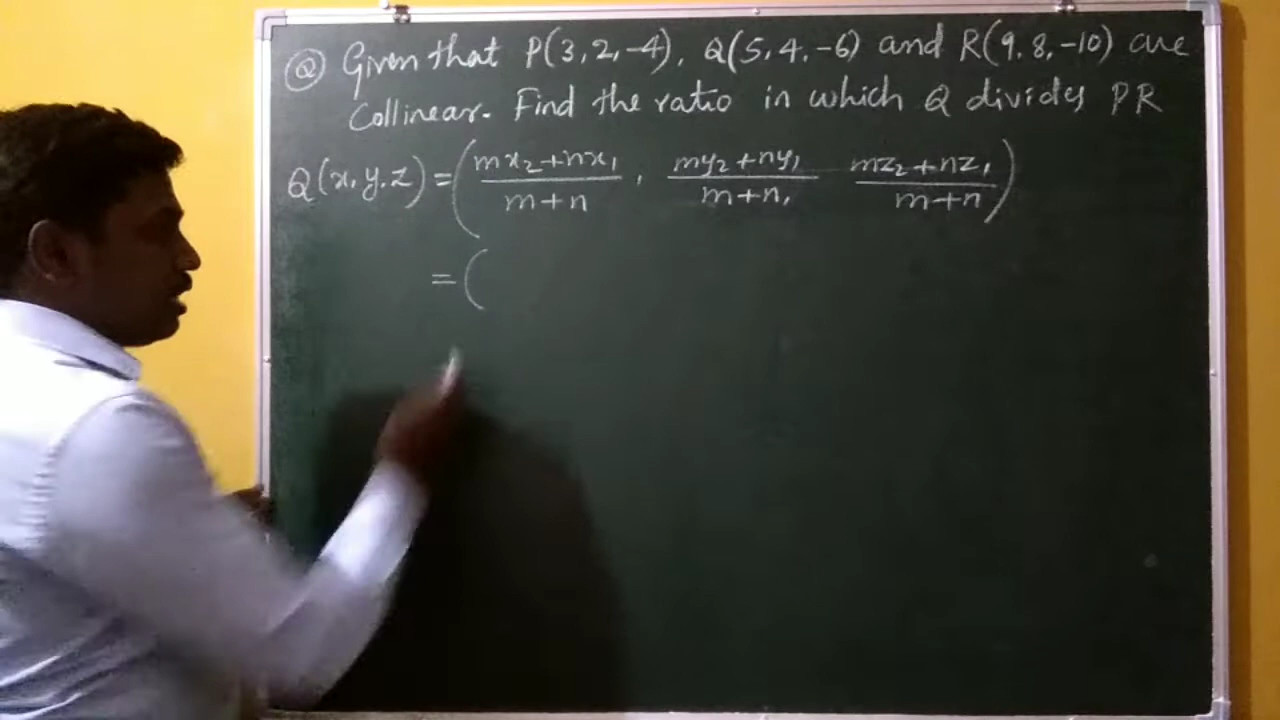 Q Given that P(3, 2, -4), Q(5, 4, -6) and R(9, 8, -10) are
Collinear. Find the ratio in which Q divides PR
Q(x, y, z) = ( mx₂+nx₁ / m+n , my₂+ny₁ / m+n, mz₂+nz₁ / m+n )
= (